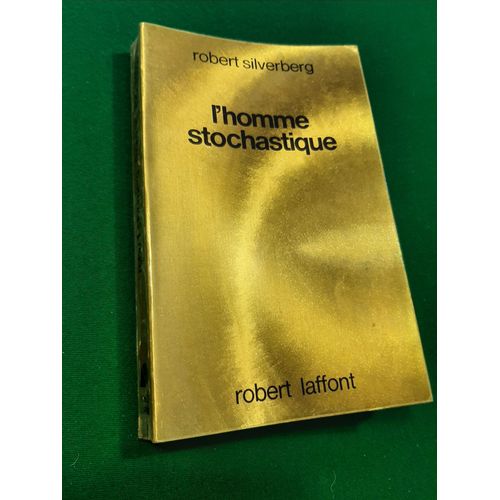 robert silverberg
l'homme
stochastique
robert laffont